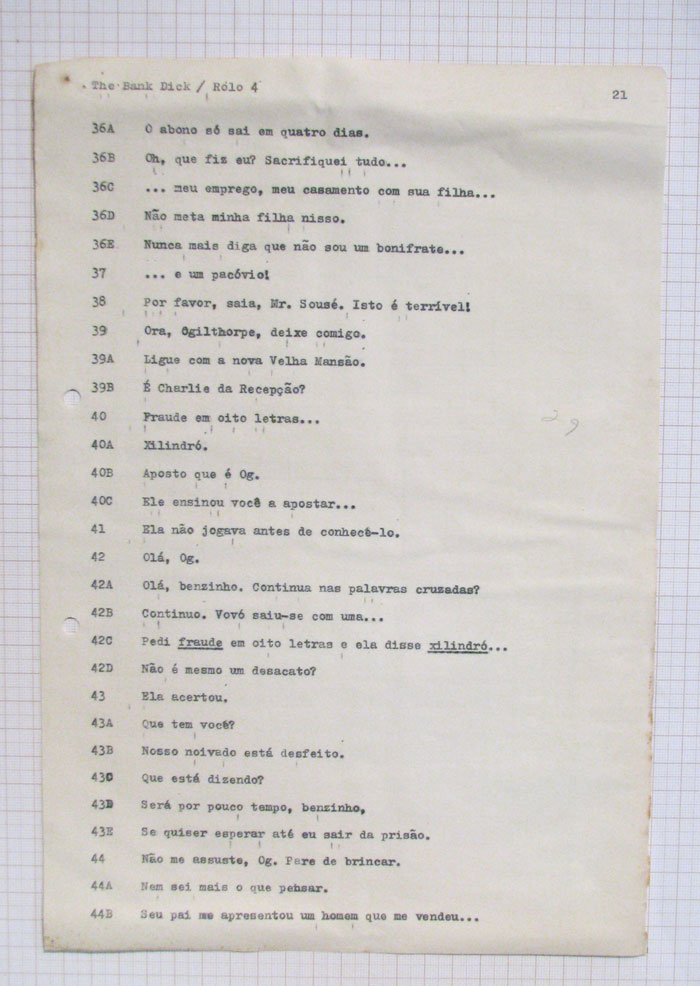 The Bank Dick / Rôlo 4
21
36A O abono só sai em quatro dias.
36B Oh, que fiz eu? Sacrifiquei tudo...
36C ... meu emprego, meu casamento com sua filha...
36D Não meta minha filha nisso.
36E Nunca mais diga que não sou um bonifrate...
37 ... e um pacóvio!
38 Por favor, saia, Mr. Sousé. Isto é terrível!
39 Ora, Ogilthorpe, deixe comigo.
39A Ligue com a nova Velha Mansão.
39B É Charlie da Recepção?
40 Fraude em oito letras...
40A Xilindró.
40B Aposto que é Og.
40C Ele ensinou você a apostar...
41 Ela não jogava antes de conhecê-lo.
42 Olá, Og.
42A Olá, benzinho. Continua nas palavras cruzadas?
42B Continuo. Vovó saiu-se com uma...
42C Pedi fraude em oito letras e ela disse xilindró...
42D Não é mesmo um desacato?
43 Ela acertou.
43A Que tem você?
43B Nosso noivado está desfeito.
43C Que está dizendo?
43D Será por pouco tempo, benzinho,
43E Se quiser esperar até eu sair da prisão.
44 Não me assuste, Og. Pare de brincar.
44A Nem sei mais o que pensar.
44B Seu pai me apresentou um homem que me vendeu...
29